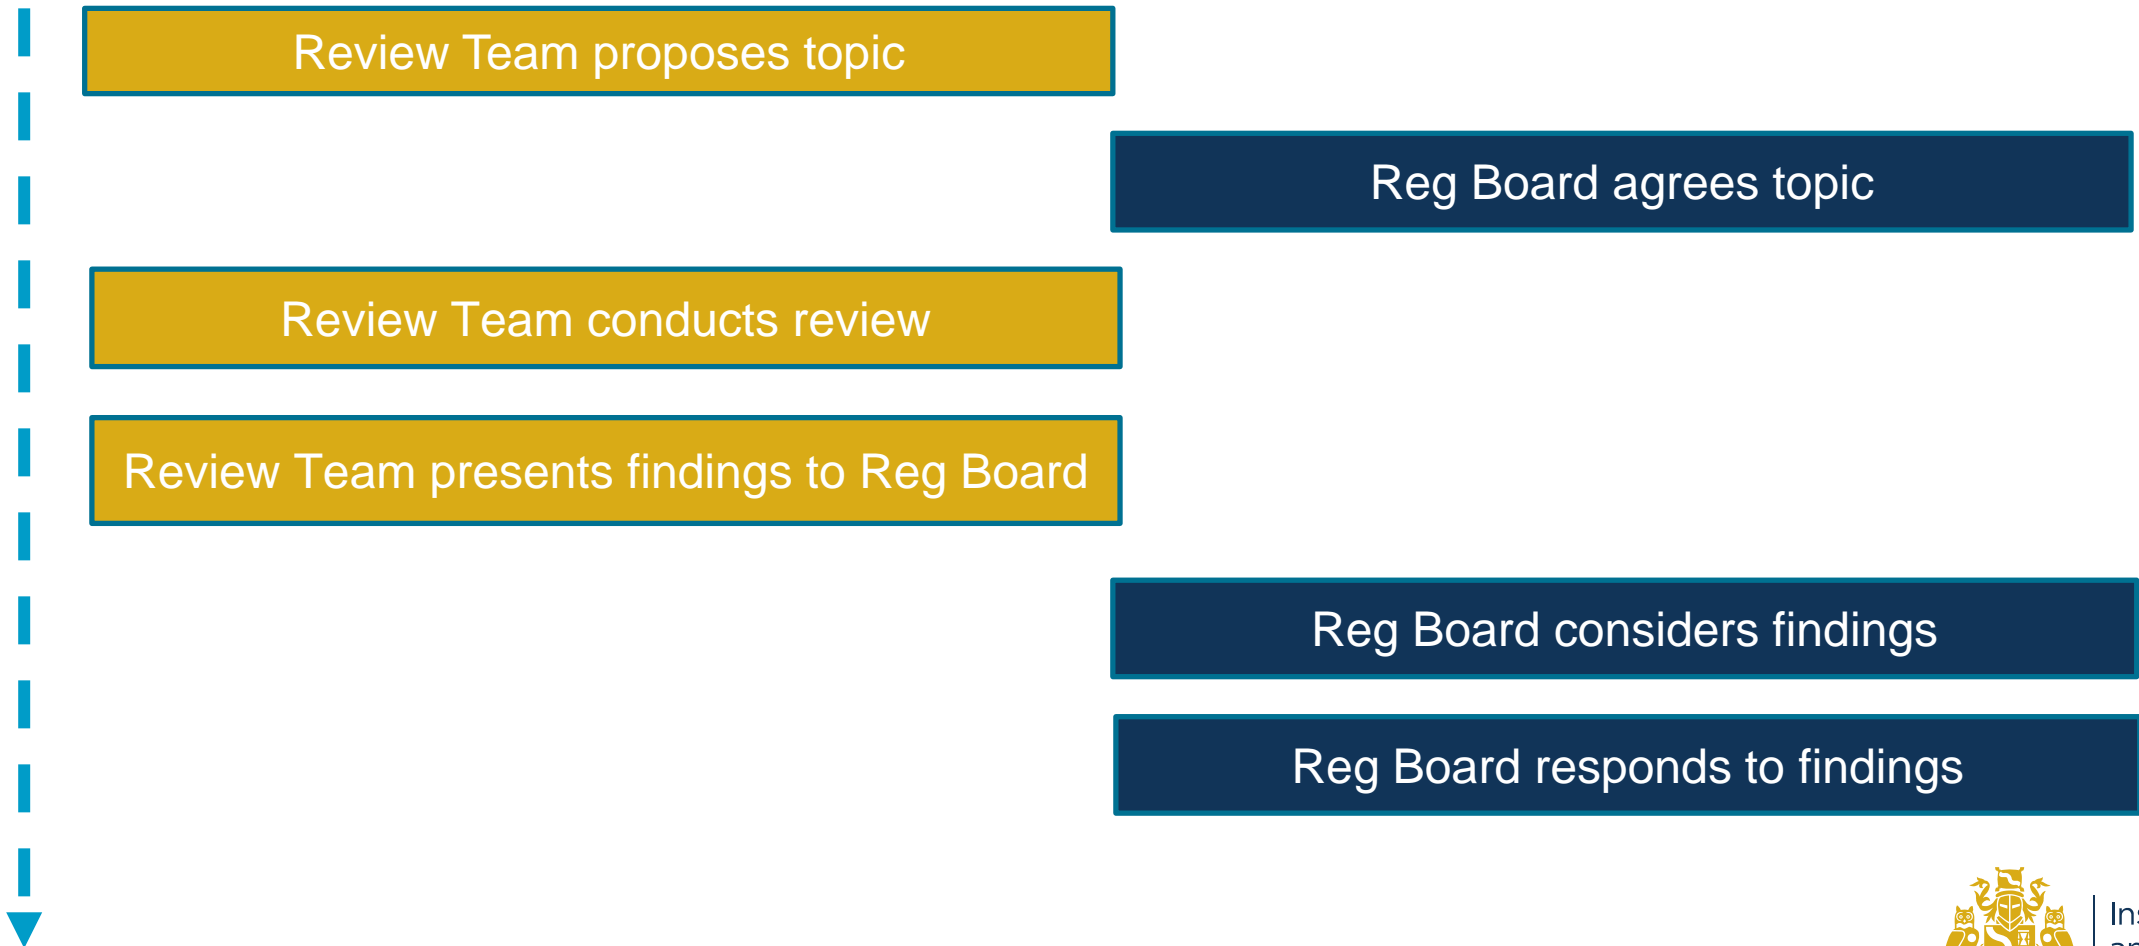 Review Team proposes topic
Reg Board agrees topic
Review Team conducts review
Review Team presents findings to Reg Board
Reg Board considers findings
Reg Board responds to findings